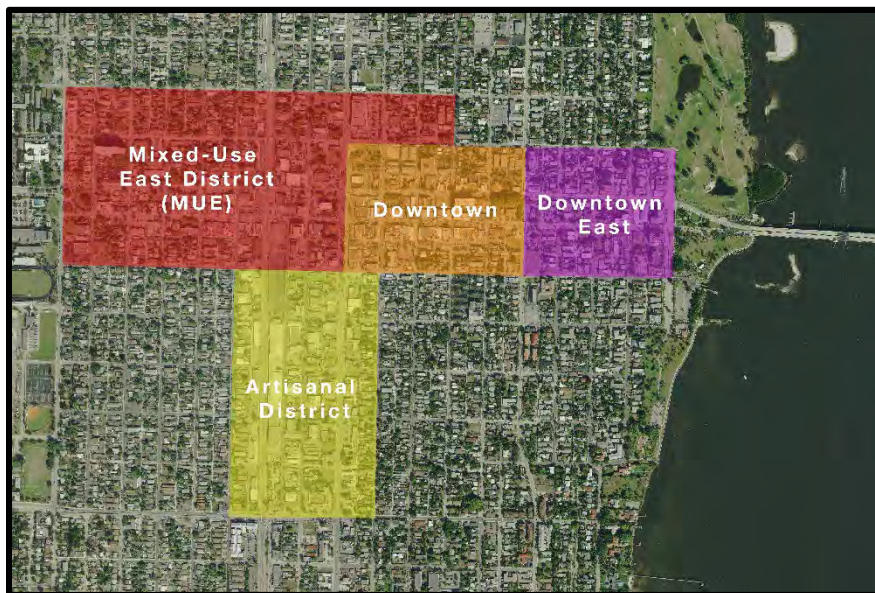 Mixed-Use
East District
(MUE)
Downtown
Downtown
East
Artisanal
District